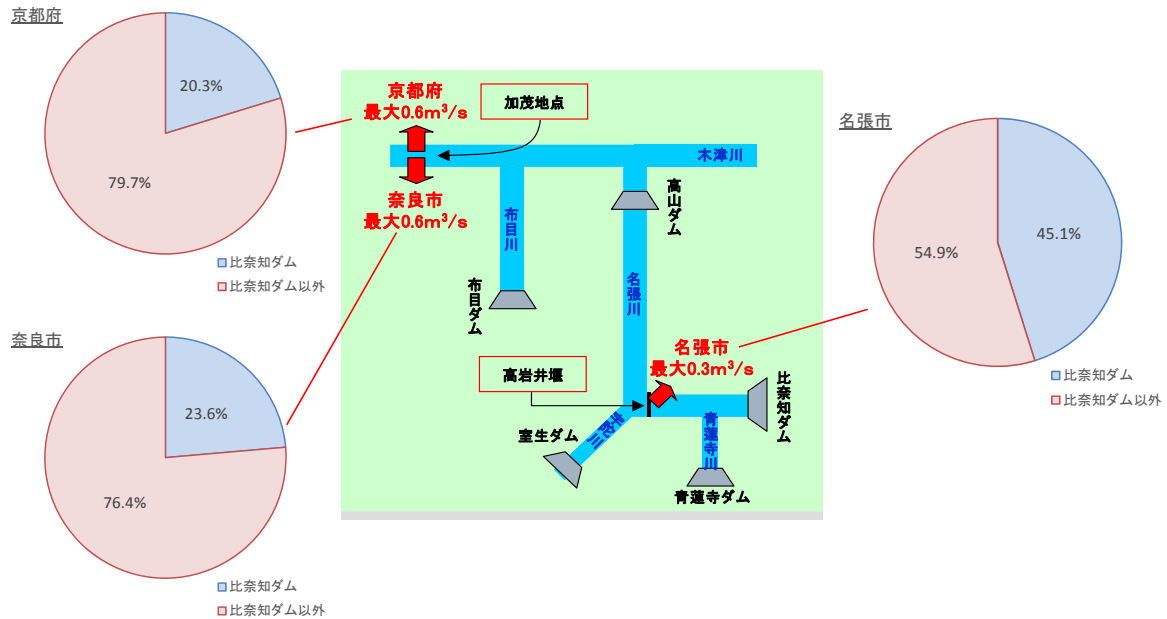 京都府
20.3%
79.7%
比奈知ダム
比奈知ダム以外
奈良市
23.6%
76.4%
比奈知ダム
比奈知ダム以外
京都府
最大0.6m³/s
加茂地点
木津川
奈良市
最大0.6m³/s
布目川
高山ダム
布目ダム
名張川
名張市
最大0.3m³/s
高岩井堰
比奈知ダム
室生ダム
宇陀川
青蓮寺川
青蓮寺ダム
名張市
45.1%
54.9%
比奈知ダム
比奈知ダム以外